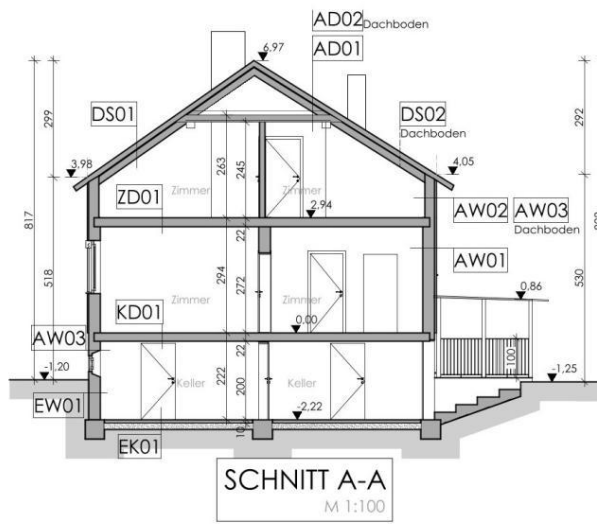 AD02
Dachboden
AD01
6,97
DS01
DS02
Dachboden
299
292
3,98
4,05
263
245
Zimmer
Zimmer
ZD01
2,94
AW02
AW03
Dachboden
22
817
518
530
294
272
AW01
Zimmer
Zimmer
0,86
KD01
0,00
AW03
22
100
-1,20
-1,25
222
200
Keller
Keller
EW01
-2,22
10
EK01
SCHNITT A-A
M 1:100